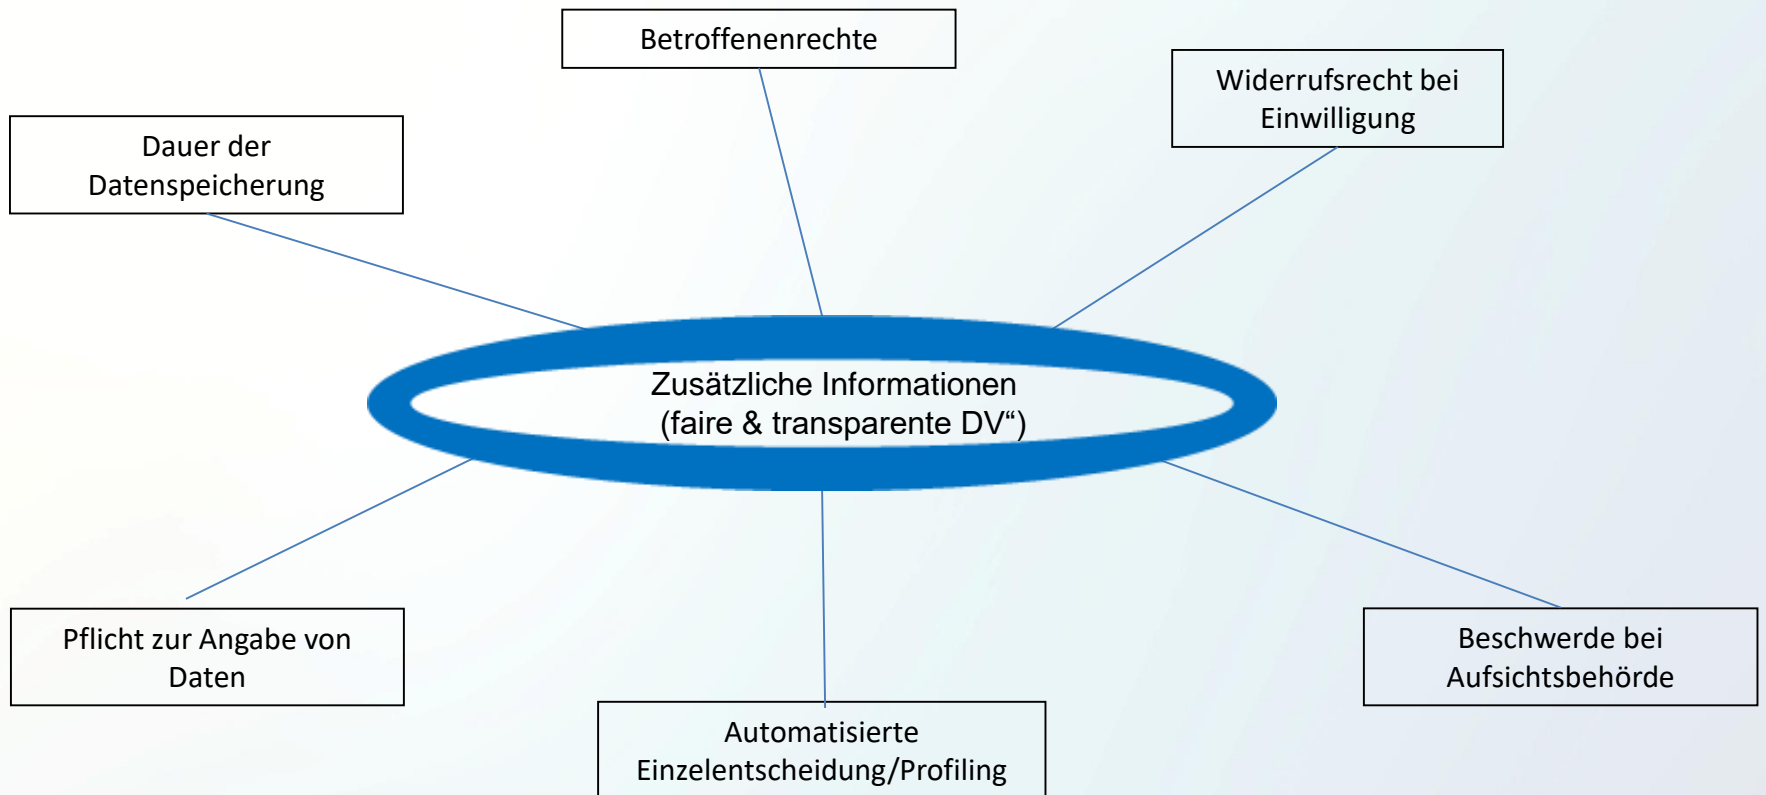 Betroffenenrechte
Widerrufsrecht bei
Einwilligung
Dauer der
Datenspeicherung
Zusätzliche Informationen
(faire & transparente DV“)
Pflicht zur Angabe von
Daten
Beschwerde bei
Aufsichtsbehörde
Automatisierte
Einzelentscheidung/Profiling